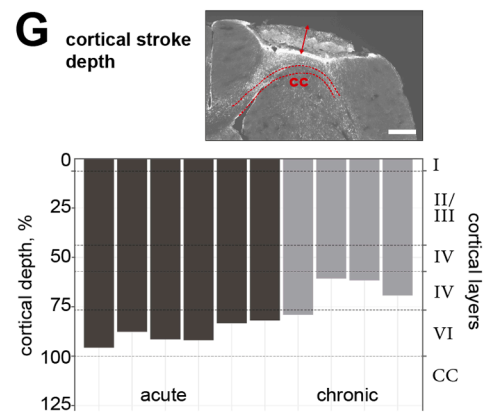 G
cortical stroke
depth
cc
0
25
50
75
100
125
cortical depth, %
I
II/
III
IV
IV
VI
CC
cortical layers
acute
chronic